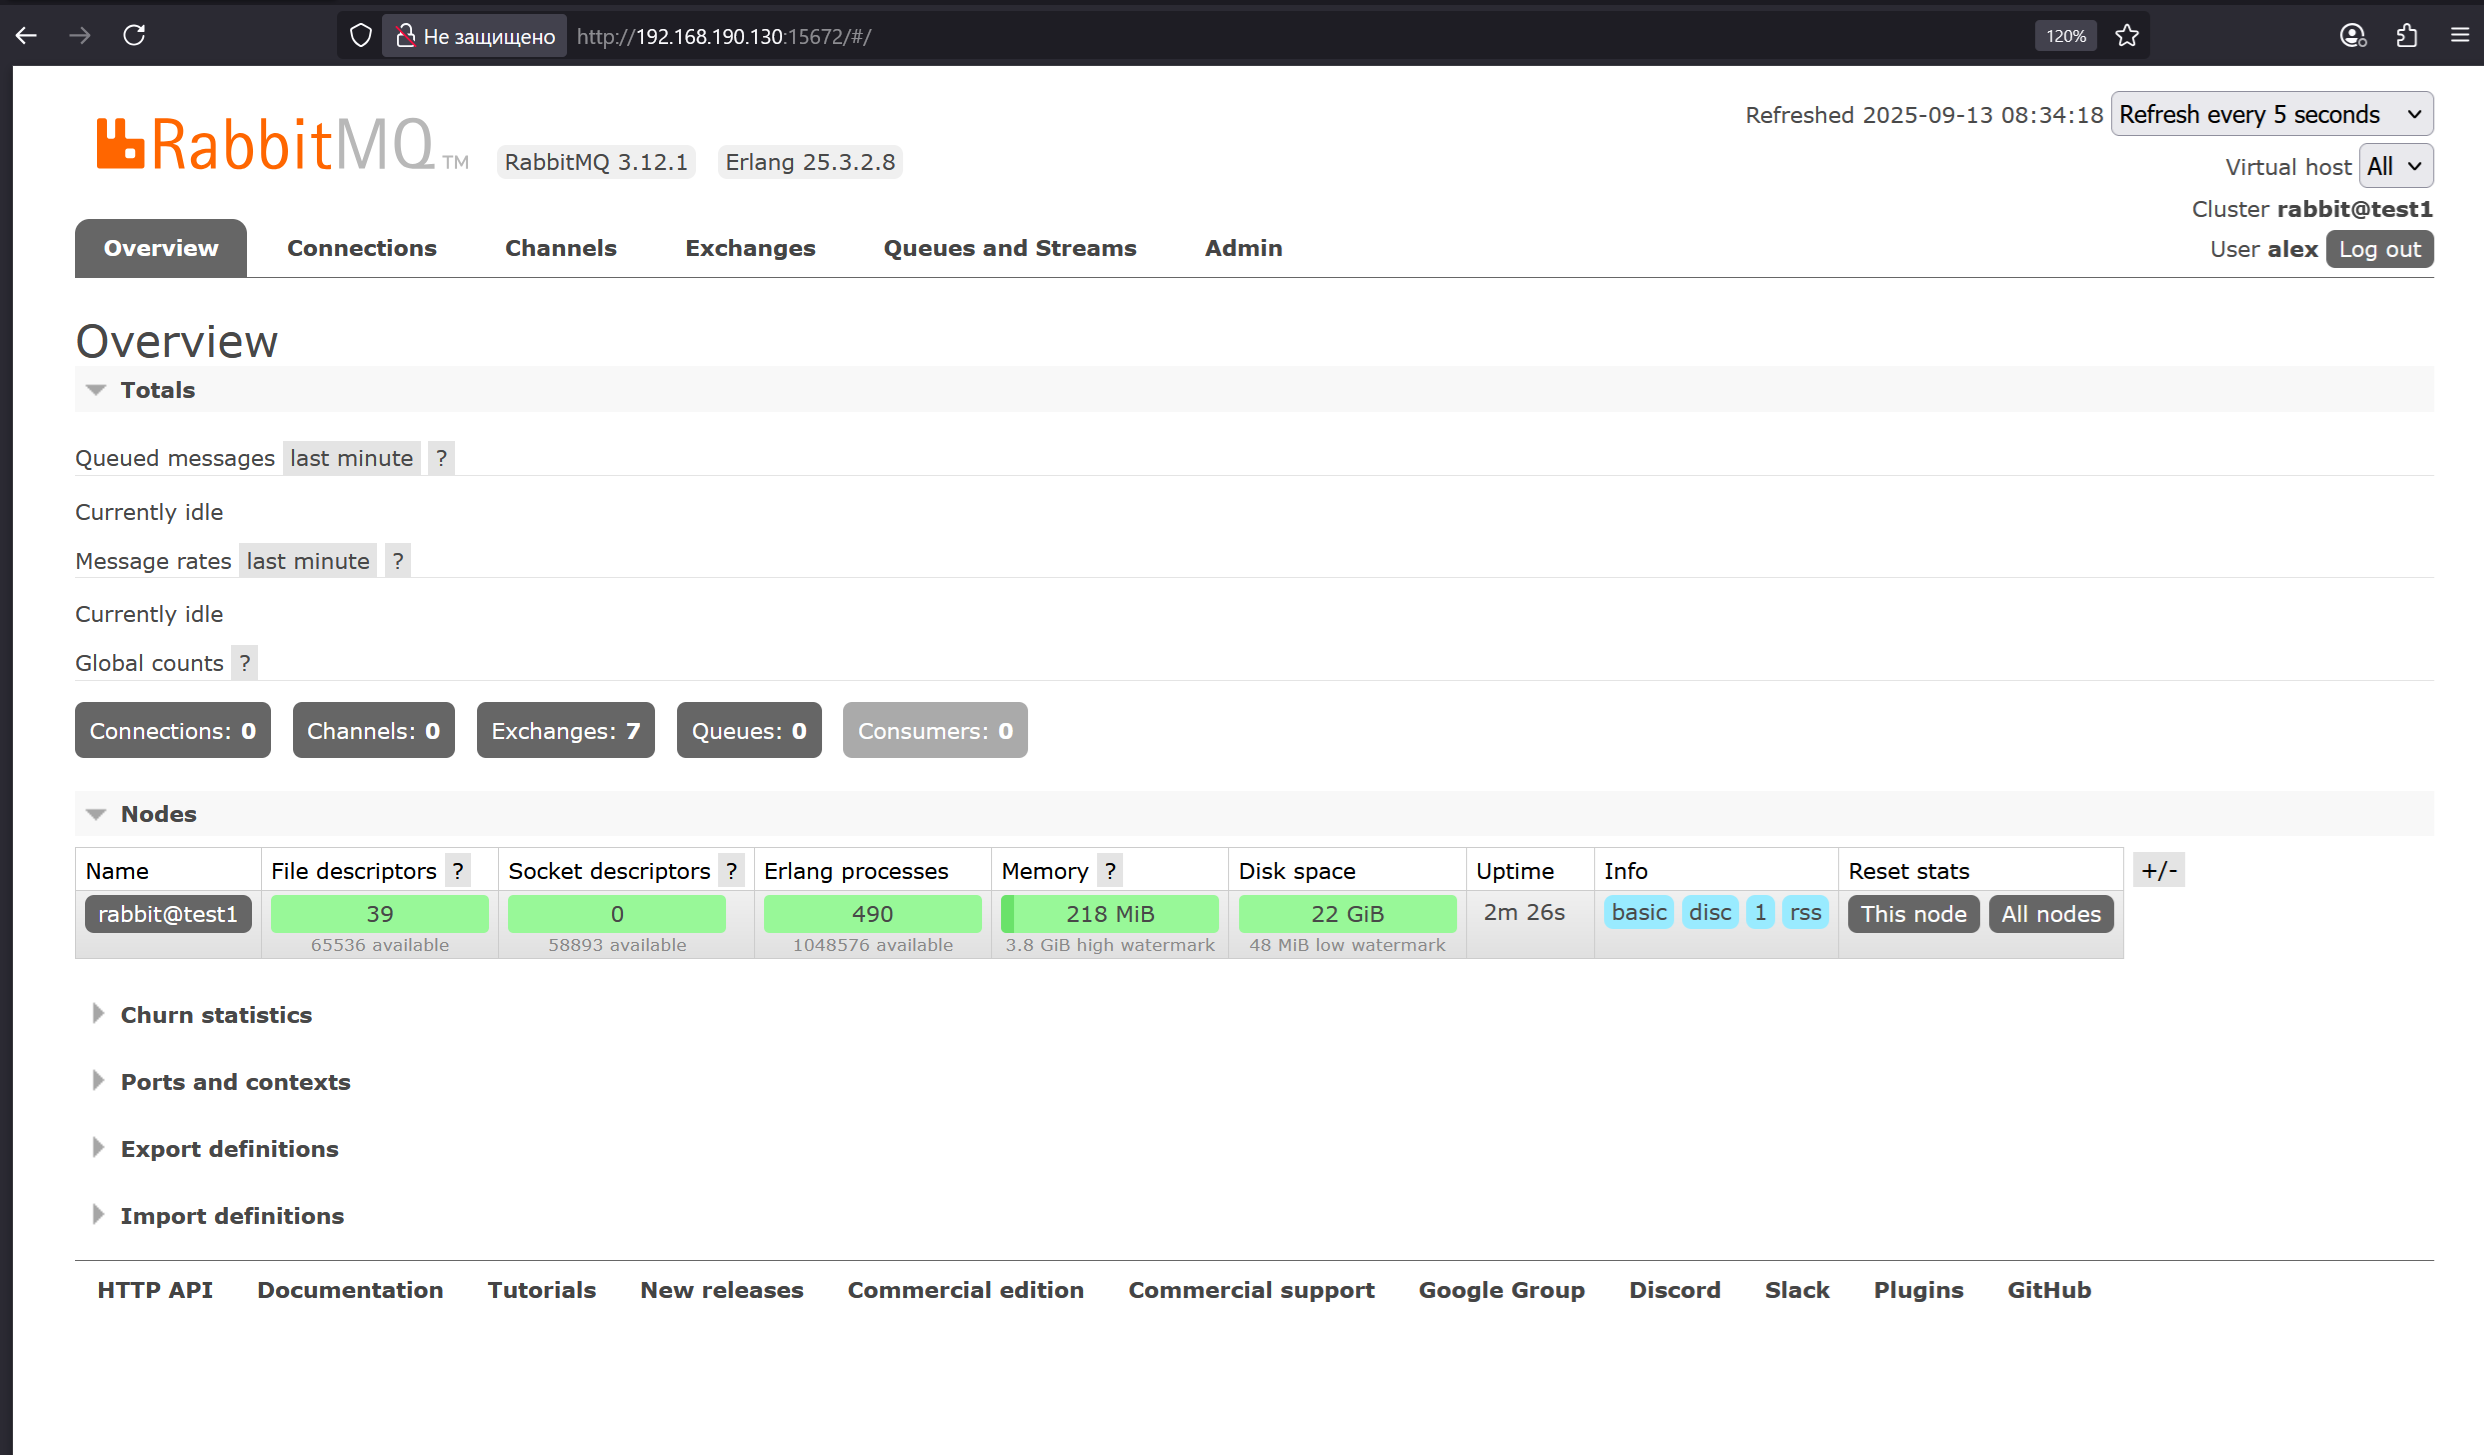 Не защищено http://192.168.190.130:15672/#/ 120%
RabbitMQ TM RabbitMQ 3.12.1 Erlang 25.3.2.8
Refreshed 2025-09-13 08:34:18 Refresh every 5 seconds
Virtual host All
Cluster rabbit@test1
User alex Log out
Overview Connections Channels Exchanges Queues and Streams Admin
Overview
Totals
Queued messages last minute ?
Currently idle
Message rates last minute ?
Currently idle
Global counts ?
Connections: 0 Channels: 0 Exchanges: 7 Queues: 0 Consumers: 0
Nodes
Name File descriptors ? Socket descriptors ? Erlang processes Memory ? Disk space Uptime Info Reset stats +/-
rabbit@test1 39 0 490 218 MiB 22 GiB 2m 26s basic disc 1 rss This node All nodes
65536 available 58893 available 1048576 available 3.8 GiB high watermark 48 MiB low watermark
Churn statistics
Ports and contexts
Export definitions
Import definitions
HTTP API Documentation Tutorials New releases Commercial edition Commercial support Google Group Discord Slack Plugins GitHub